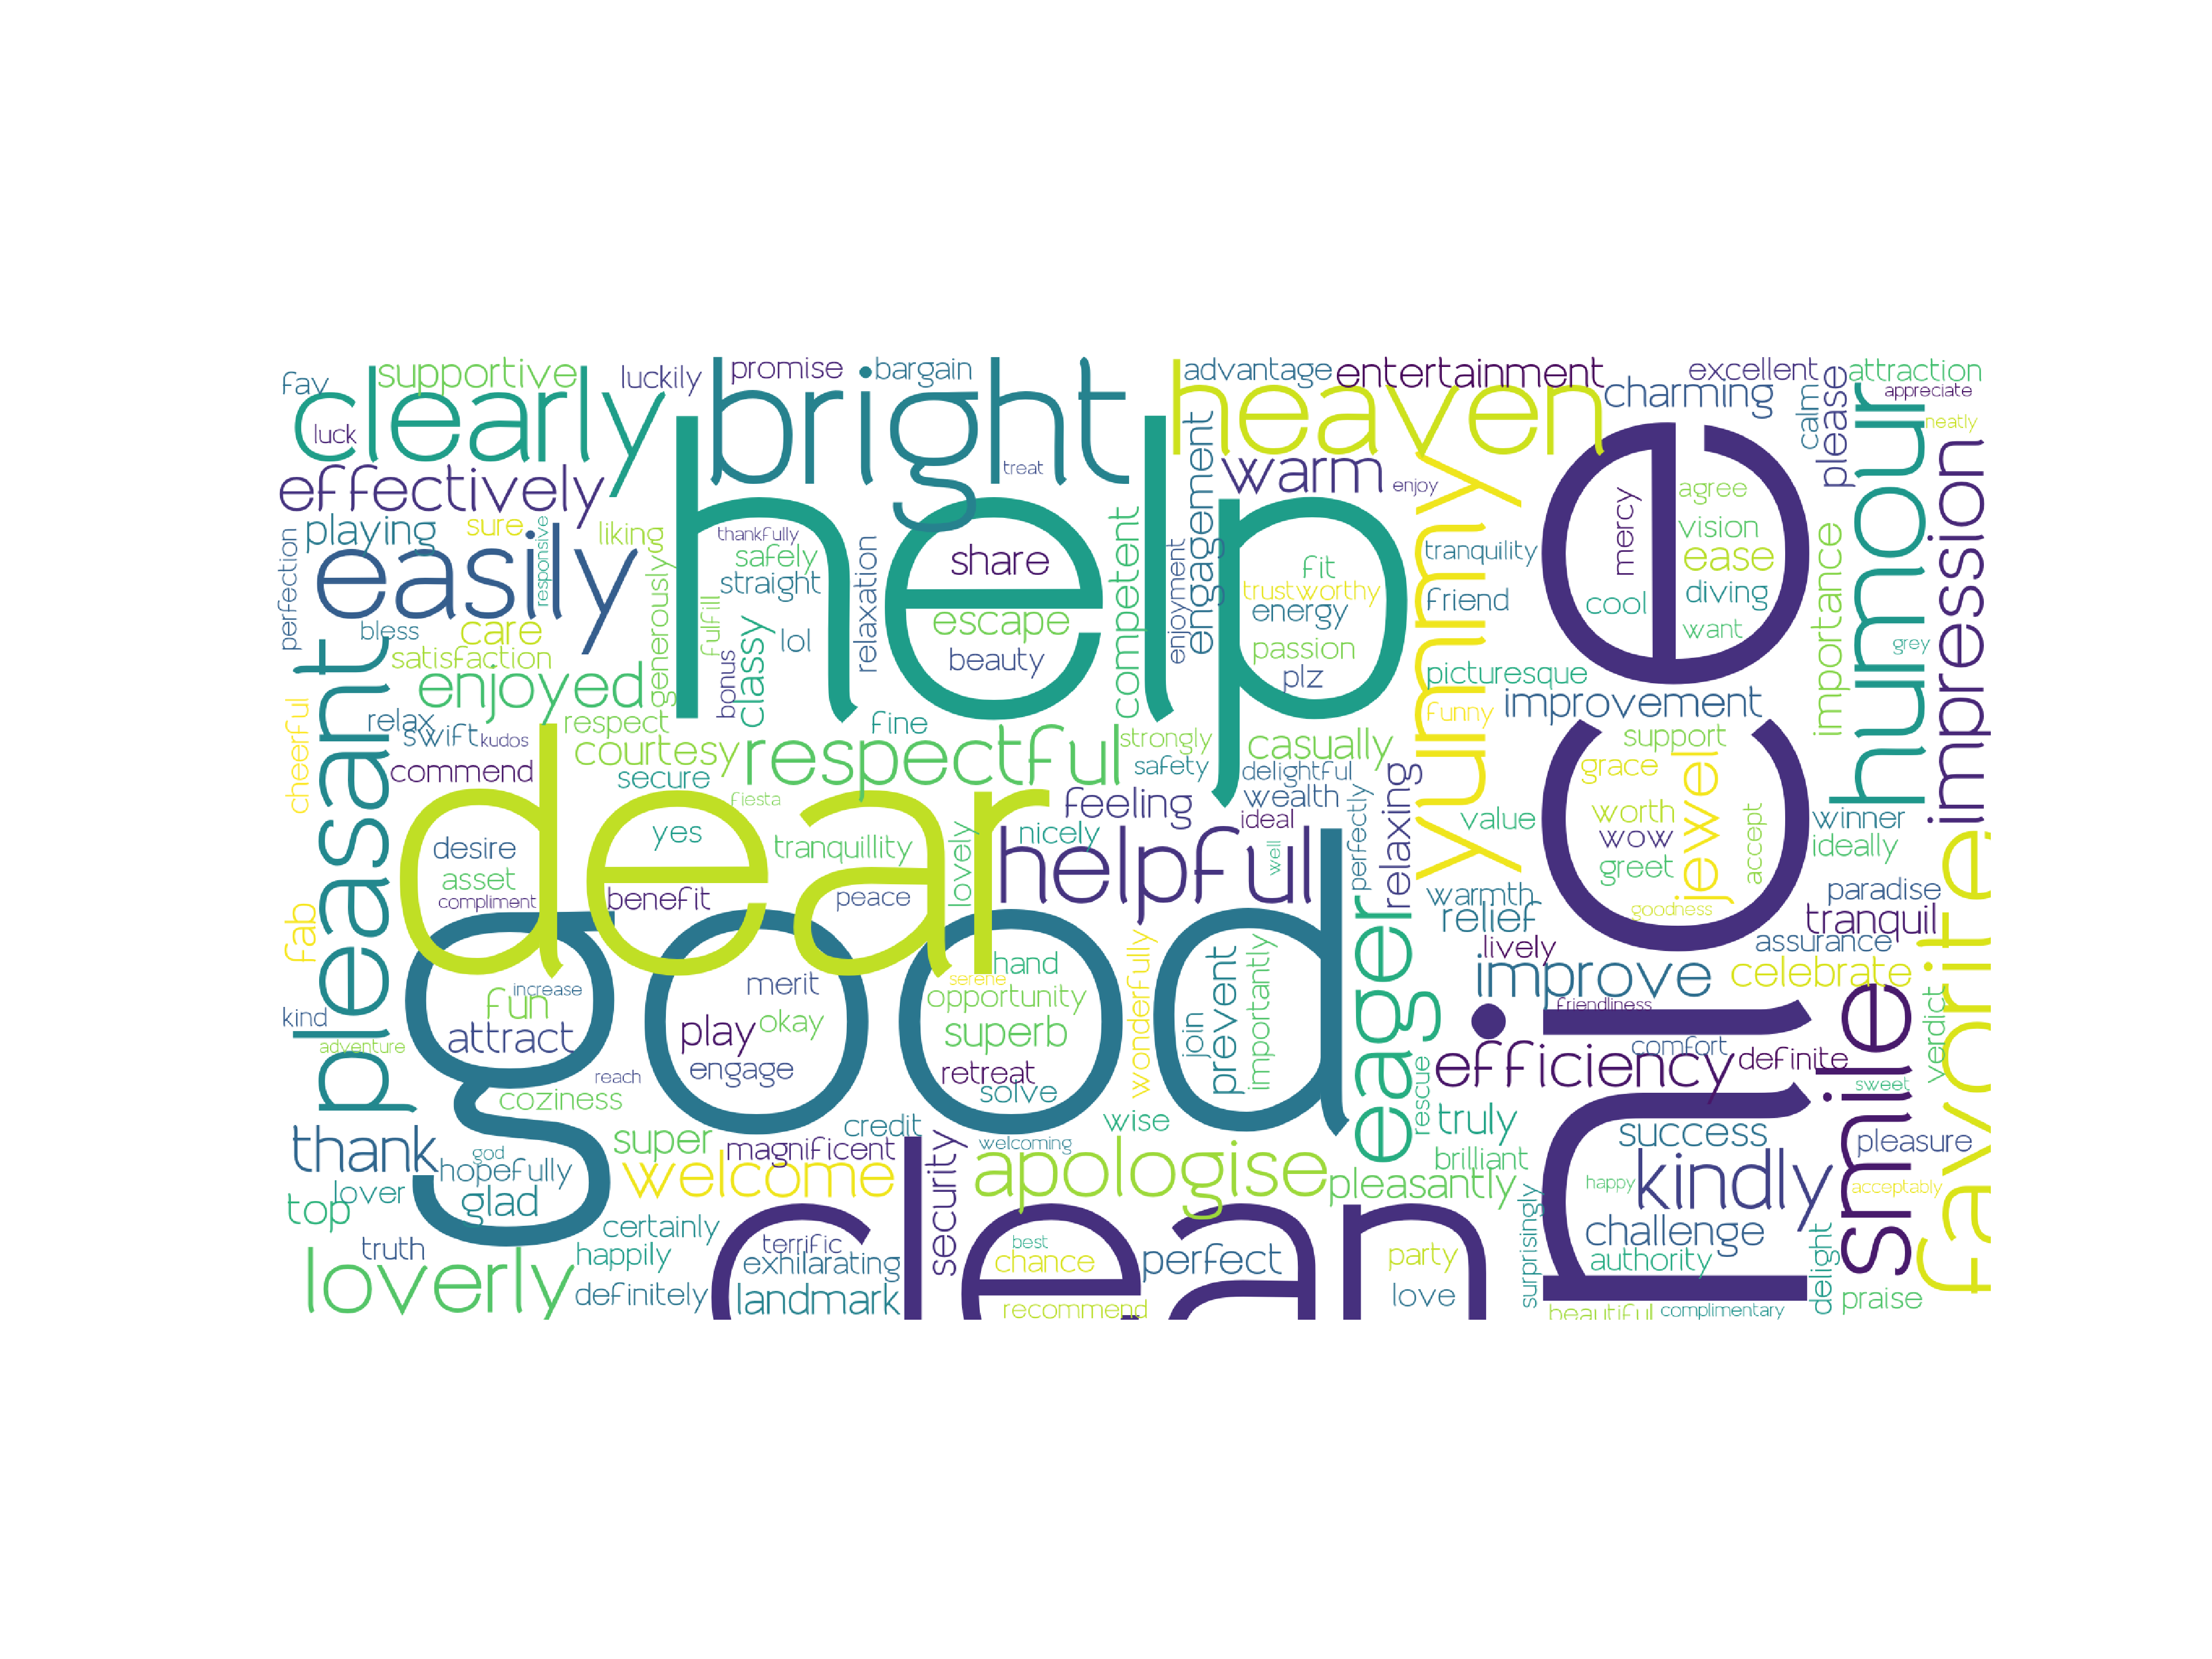 fav
supportive
luckily
promise
bargain
advantage
entertainment
excellent
attraction
clearly
bright
heaven
charming
calm
please
appreciate
luck
treat
warm
enjoy
neatly
effectively
help
engagement
yummy
nice
humour
impression
mercy
agree
playing
sure
responsive
liking
thankfully
safely
share
competent
enjoyment
fit
tranquility
vision
ease
importance
perfection
easily
generously
fulfill
straight
relaxation
trustworthy
energy
friend
cool
diving
bless
care
classy
lol
escape
passion
want
grey
satisfaction
bonus
beauty
plz
picturesque
pleasant
enjoyed
improvement
cheerful
relax
swift
kudos
respect
fine
funny
courtesy
respectful
strongly
casually
support
commend
secure
safety
delightful
grace
jewel
dear
fiesta
feeling
wealth
perfectly
relaxing
desire
yes
tranquillity
lovely
nicely
ideal
value
worth
wow
accept
winner
ideally
asset
helpful
well
greet
favorite
compliment
benefit
peace
warmth
goodness
paradise
fab
good
eager
relief
tranquil
lively
assurance
fun
increase
merit
serene
hand
wonderfully
prevent
importantly
improve
celebrate
kind
attract
play
okay
opportunity
superb
join
friendliness
smile
verdict
adventure
reach
engage
retreat
solve
rescue
efficiency
comfort
definite
sweet
coziness
credit
wise
truly
thank
god
super
magnificent
security
welcoming
success
pleasure
hopefully
welcome
apologise
pleasantly
brilliant
happy
kindly
acceptably
top
lover
glad
certainly
clean
surprisingly
challenge
truth
happily
terrific
exhilarating
best
chance
perfect
party
authority
delight
loverly
definitely
landmark
recommend
love
beautiful
complimentary
praise